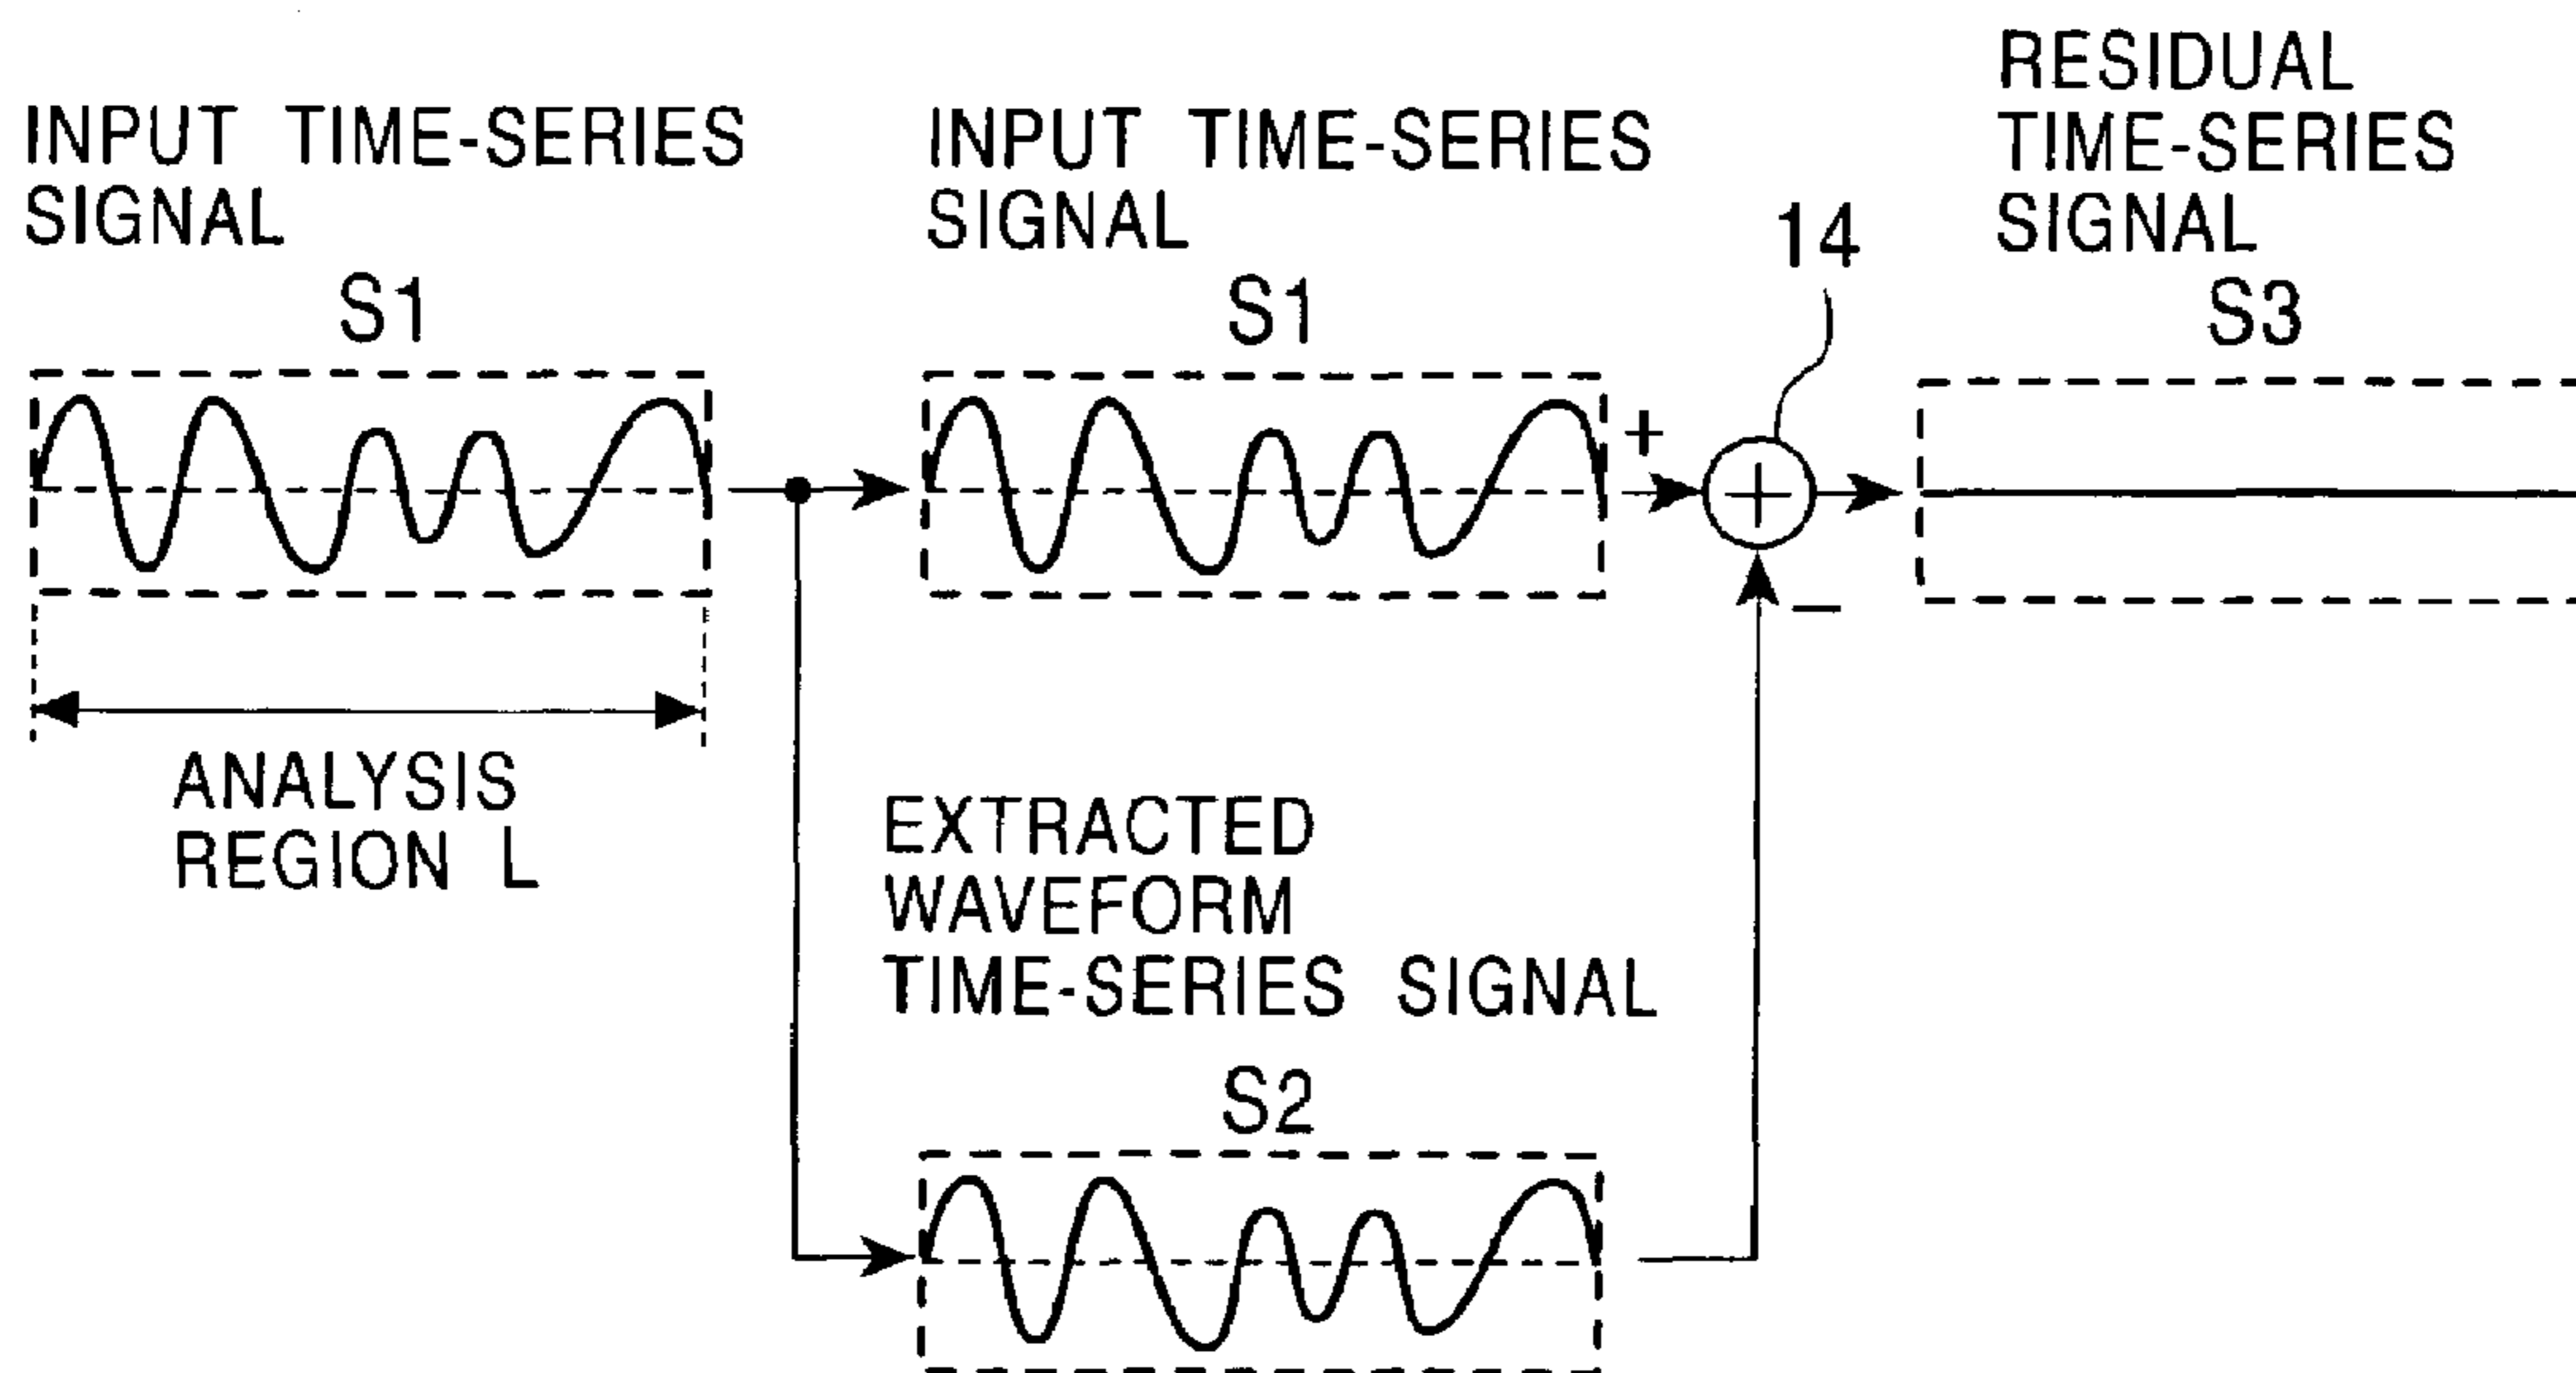 INPUT TIME-SERIES
SIGNAL
S1
INPUT TIME-SERIES
SIGNAL
S1
+
14
RESIDUAL
TIME-SERIES
SIGNAL
S3
+
−
ANALYSIS
REGION L
EXTRACTED
WAVEFORM
TIME-SERIES SIGNAL
S2